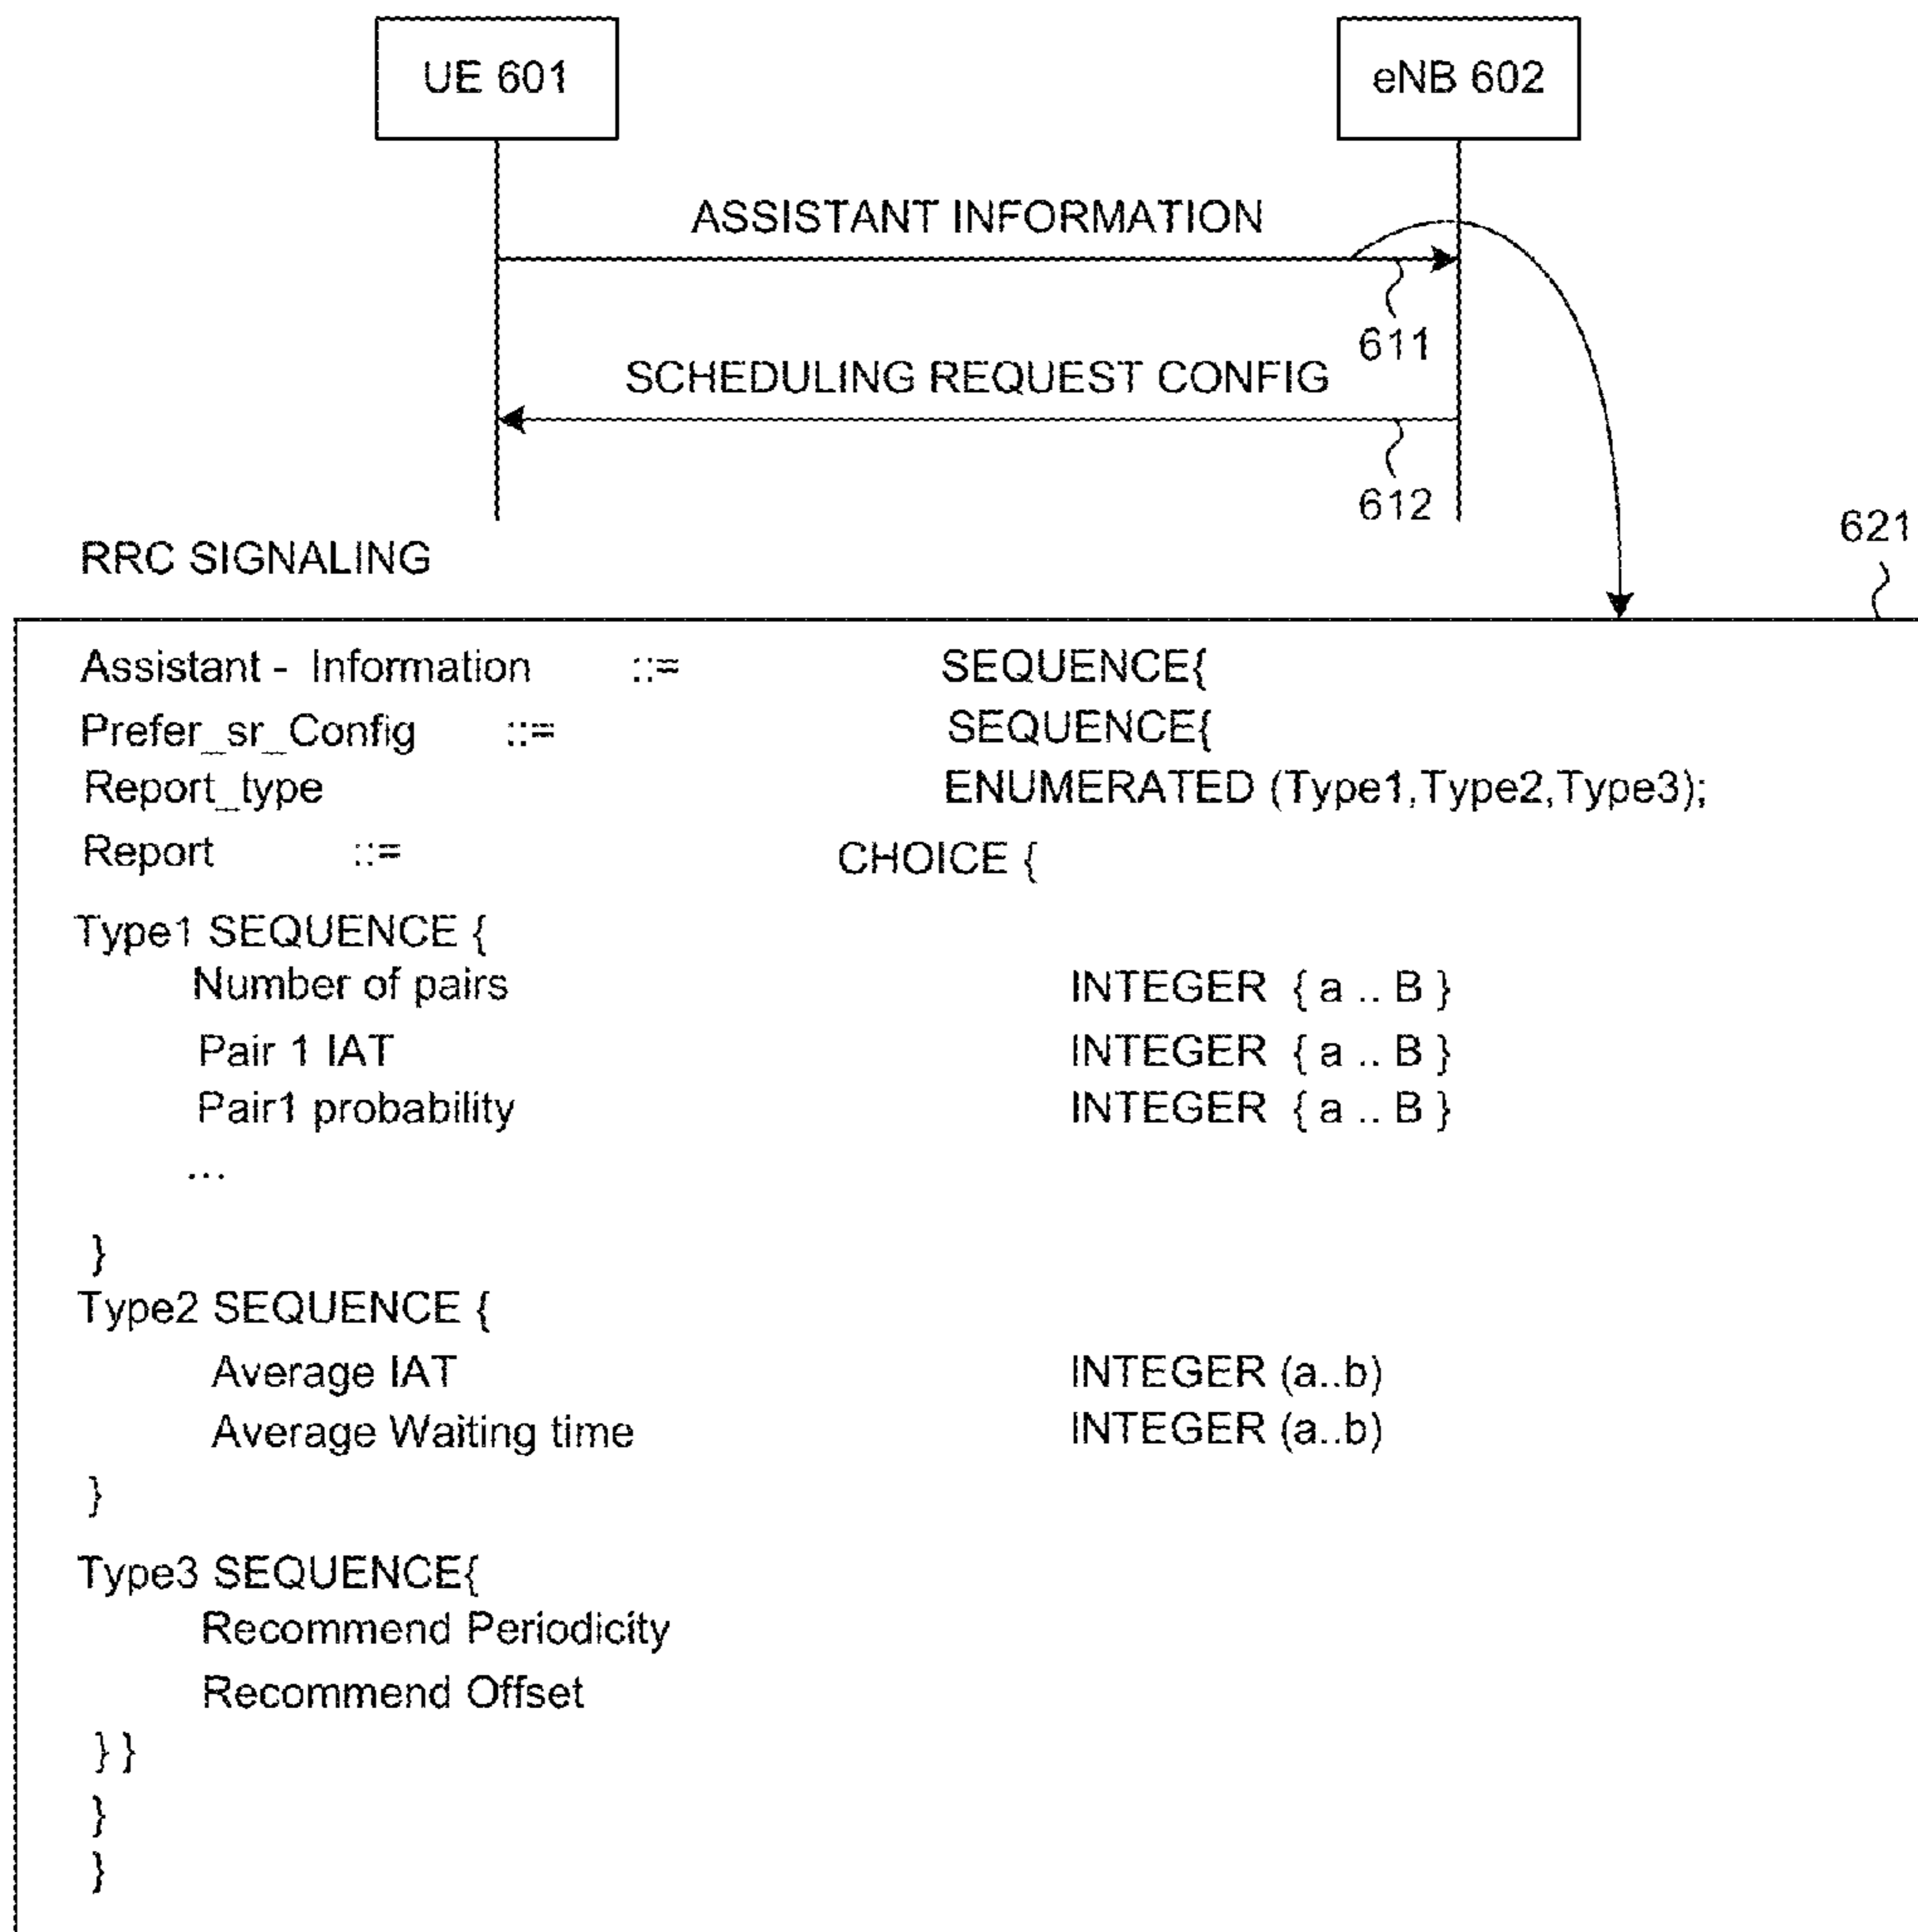 UE 601
eNB 602
ASSISTANT INFORMATION
611
SCHEDULING REQUEST CONFIG
612
621
RRC SIGNALING
Assistant - Information ::= SEQUENCE{
Prefer_sr_Config ::= SEQUENCE{
Report_type ENUMERATED (Type1,Type2,Type3);
Report ::= CHOICE {
Type1 SEQUENCE {
Number of pairs INTEGER { a .. B }
Pair 1 IAT INTEGER { a .. B }
Pair1 probability INTEGER { a .. B }
...
}
Type2 SEQUENCE {
Average IAT INTEGER (a..b)
Average Waiting time INTEGER (a..b)
}
Type3 SEQUENCE{
Recommend Periodicity
Recommend Offset
} }
}
}